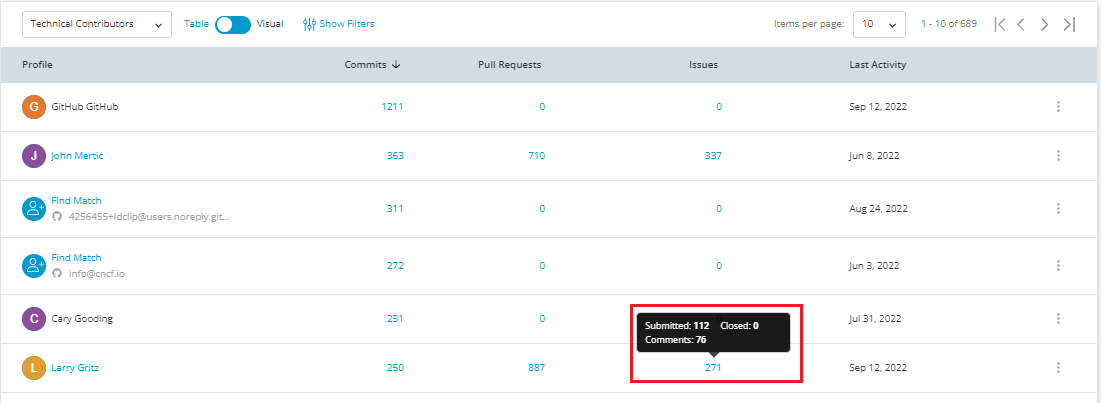 Technical Contributors Table Visual Show Filters Items per page: 10 1 - 10 of 689
Profile Commits Pull Requests Issues Last Activity
G GitHub GitHub 1211 0 0 Sep 12, 2022
J John Mertic 363 710 337 Jun 8, 2022
Find Match
4256455+ldclip@users.noreply.git... 311 0 0 Aug 24, 2022
Find Match
info@cncf.io 272 0 0 Jun 3, 2022
C Cary Gooding 251 0 Jul 31, 2022
Submitted: 112 Closed: 0
Comments: 76
L Larry Gritz 250 887 271 Sep 12, 2022